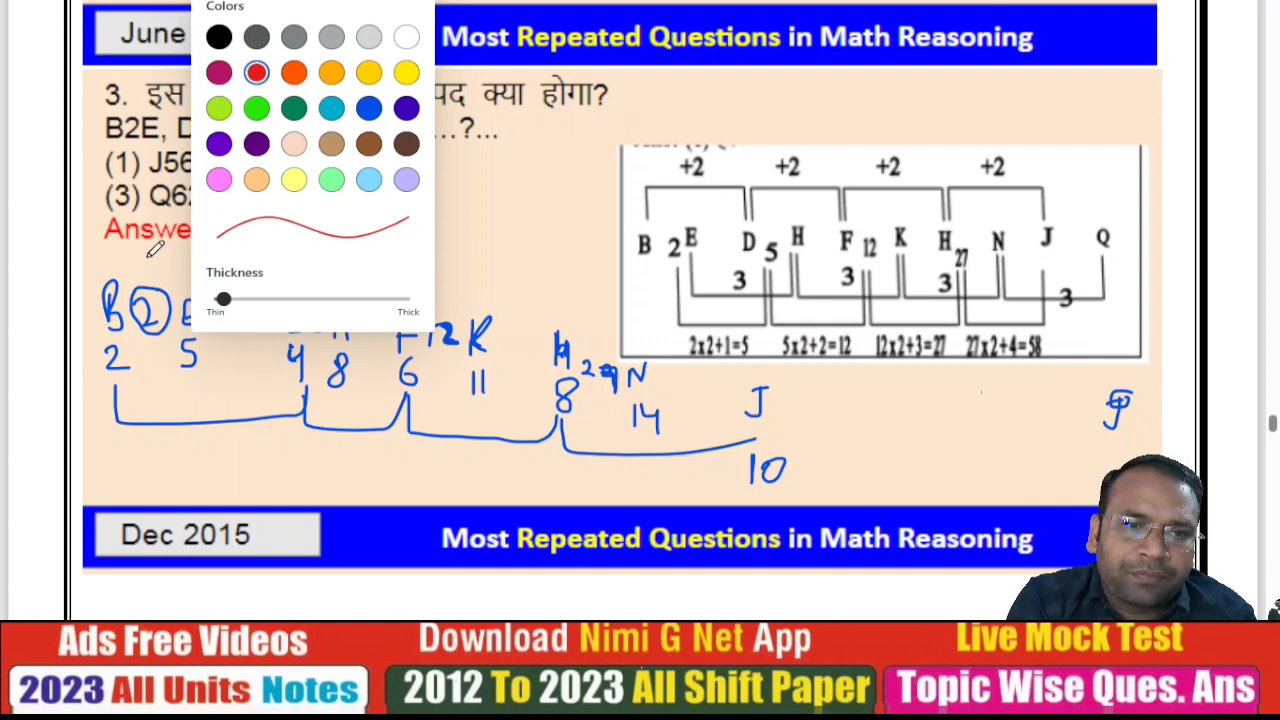 Colors
June
Most Repeated Questions in Math Reasoning
3. इस पद क्या होगा?
B2E, D ...?...
(1) J56
(3) Q62
Answe
Thickness
Thin Thick
+2 +2 +2 +2
B 2 E D 5 H F 12 K H 27 N J Q
3 3 3 3
2x2+1=5 5x2+2=12 12x2+3=27 27x2+4=58
B 2 12 K H N J
2 5 4 8 6 11 8 14 10
Dec 2015
Most Repeated Questions in Math Reasoning
Ads Free Videos
Download Nimi G Net App
Live Mock Test
2023 All Units Notes
2012 To 2023 All Shift Paper
Topic Wise Ques. Ans